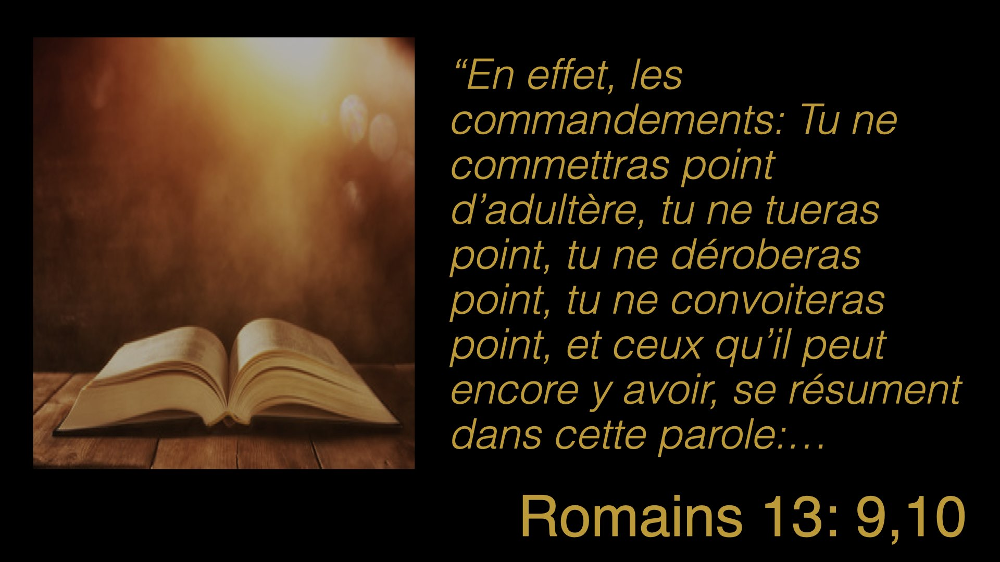 “En effet, les
commandements: Tu ne
commettras point
d’adultère, tu ne tueras
point, tu ne déroberas
point, tu ne convoiteras
point, et ceux qu’il peut
encore y avoir, se résument
dans cette parole:…
Romains 13: 9,10